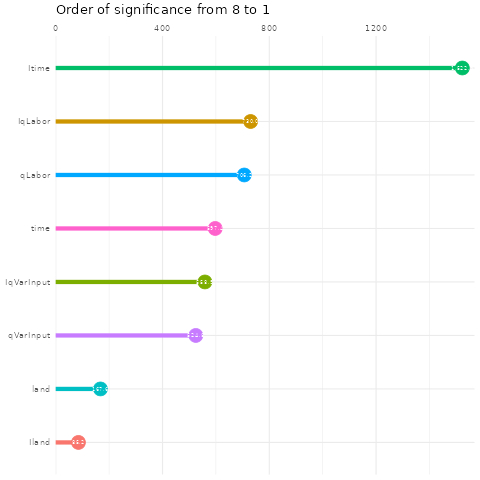 Order of significance from 8 to 1
0 400 800 1200
ltime
lqLabor
qLabor
time
lqVarInput
qVarInput
land
lland